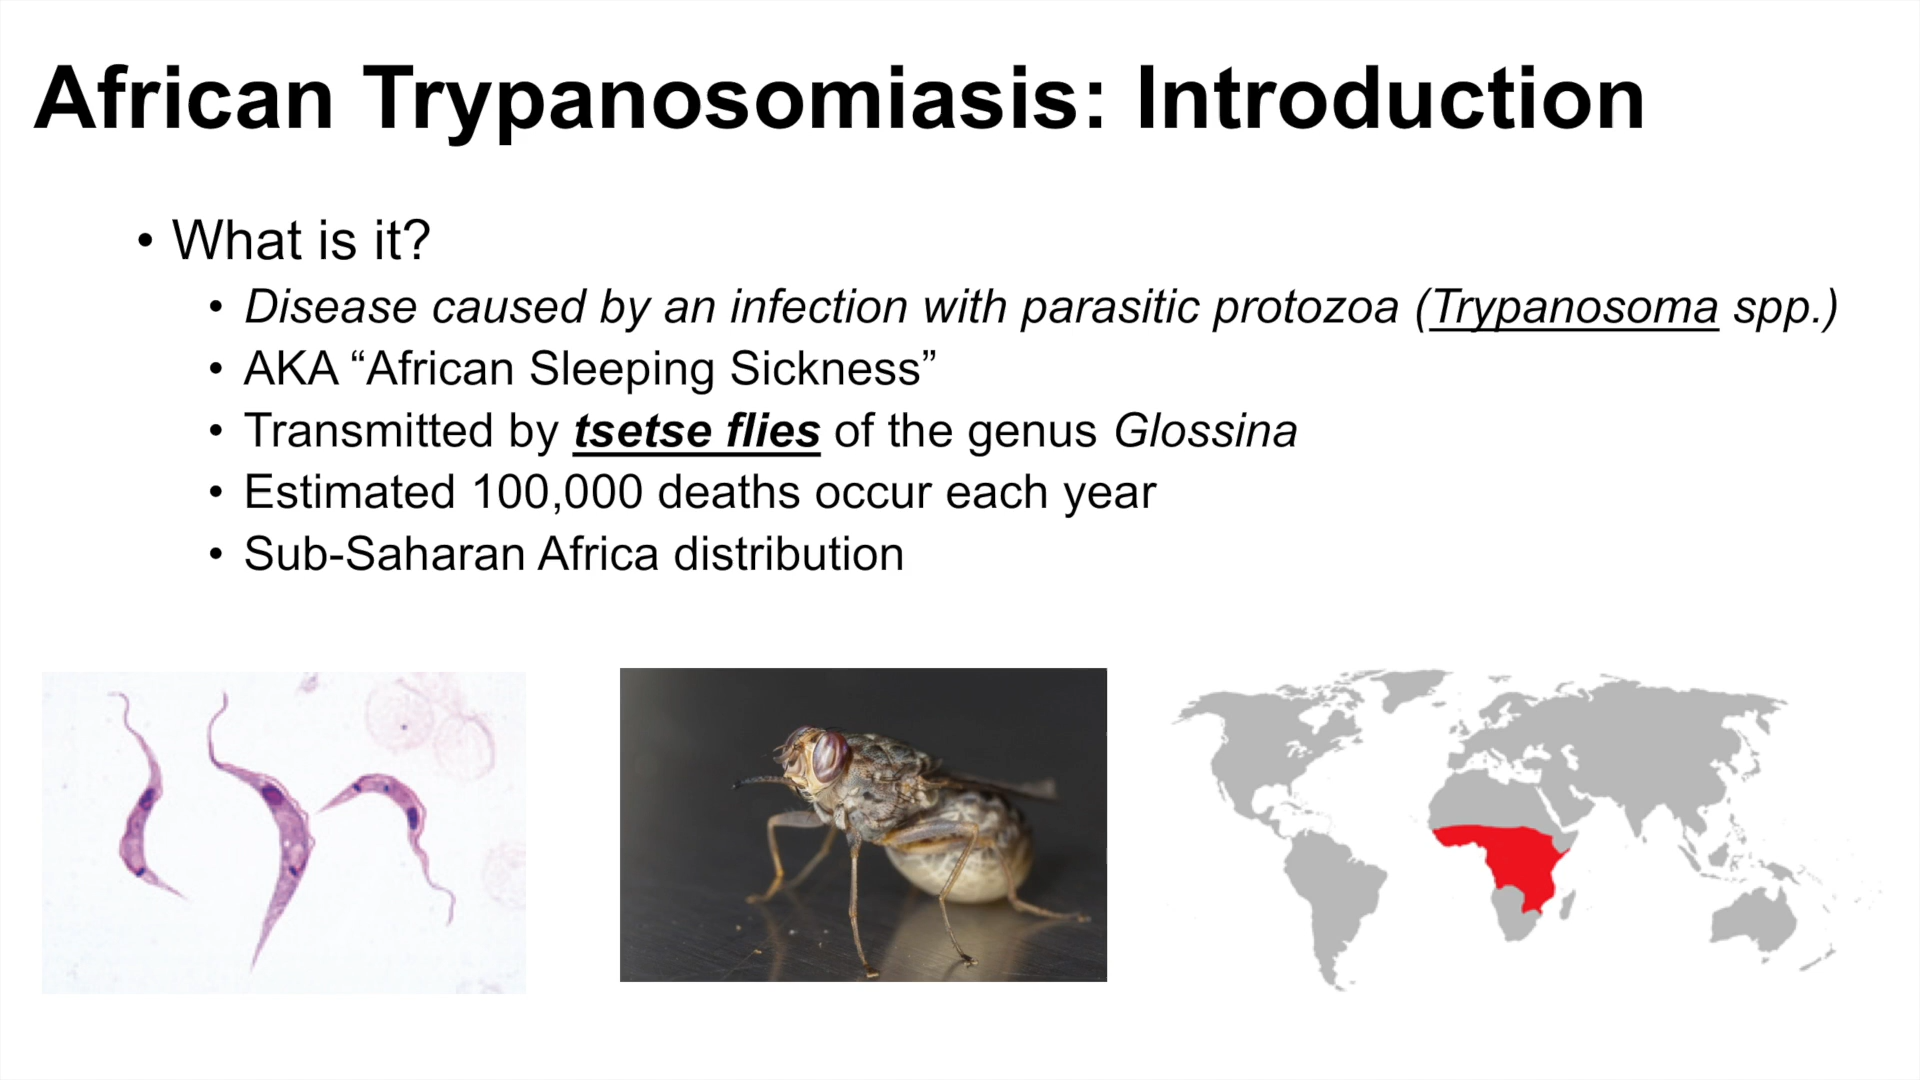 African Trypanosomiasis: Introduction
• What is it?
• Disease caused by an infection with parasitic protozoa (Trypanosoma spp.)
• AKA “African Sleeping Sickness”
• Transmitted by tsetse flies of the genus Glossina
• Estimated 100,000 deaths occur each year
• Sub-Saharan Africa distribution